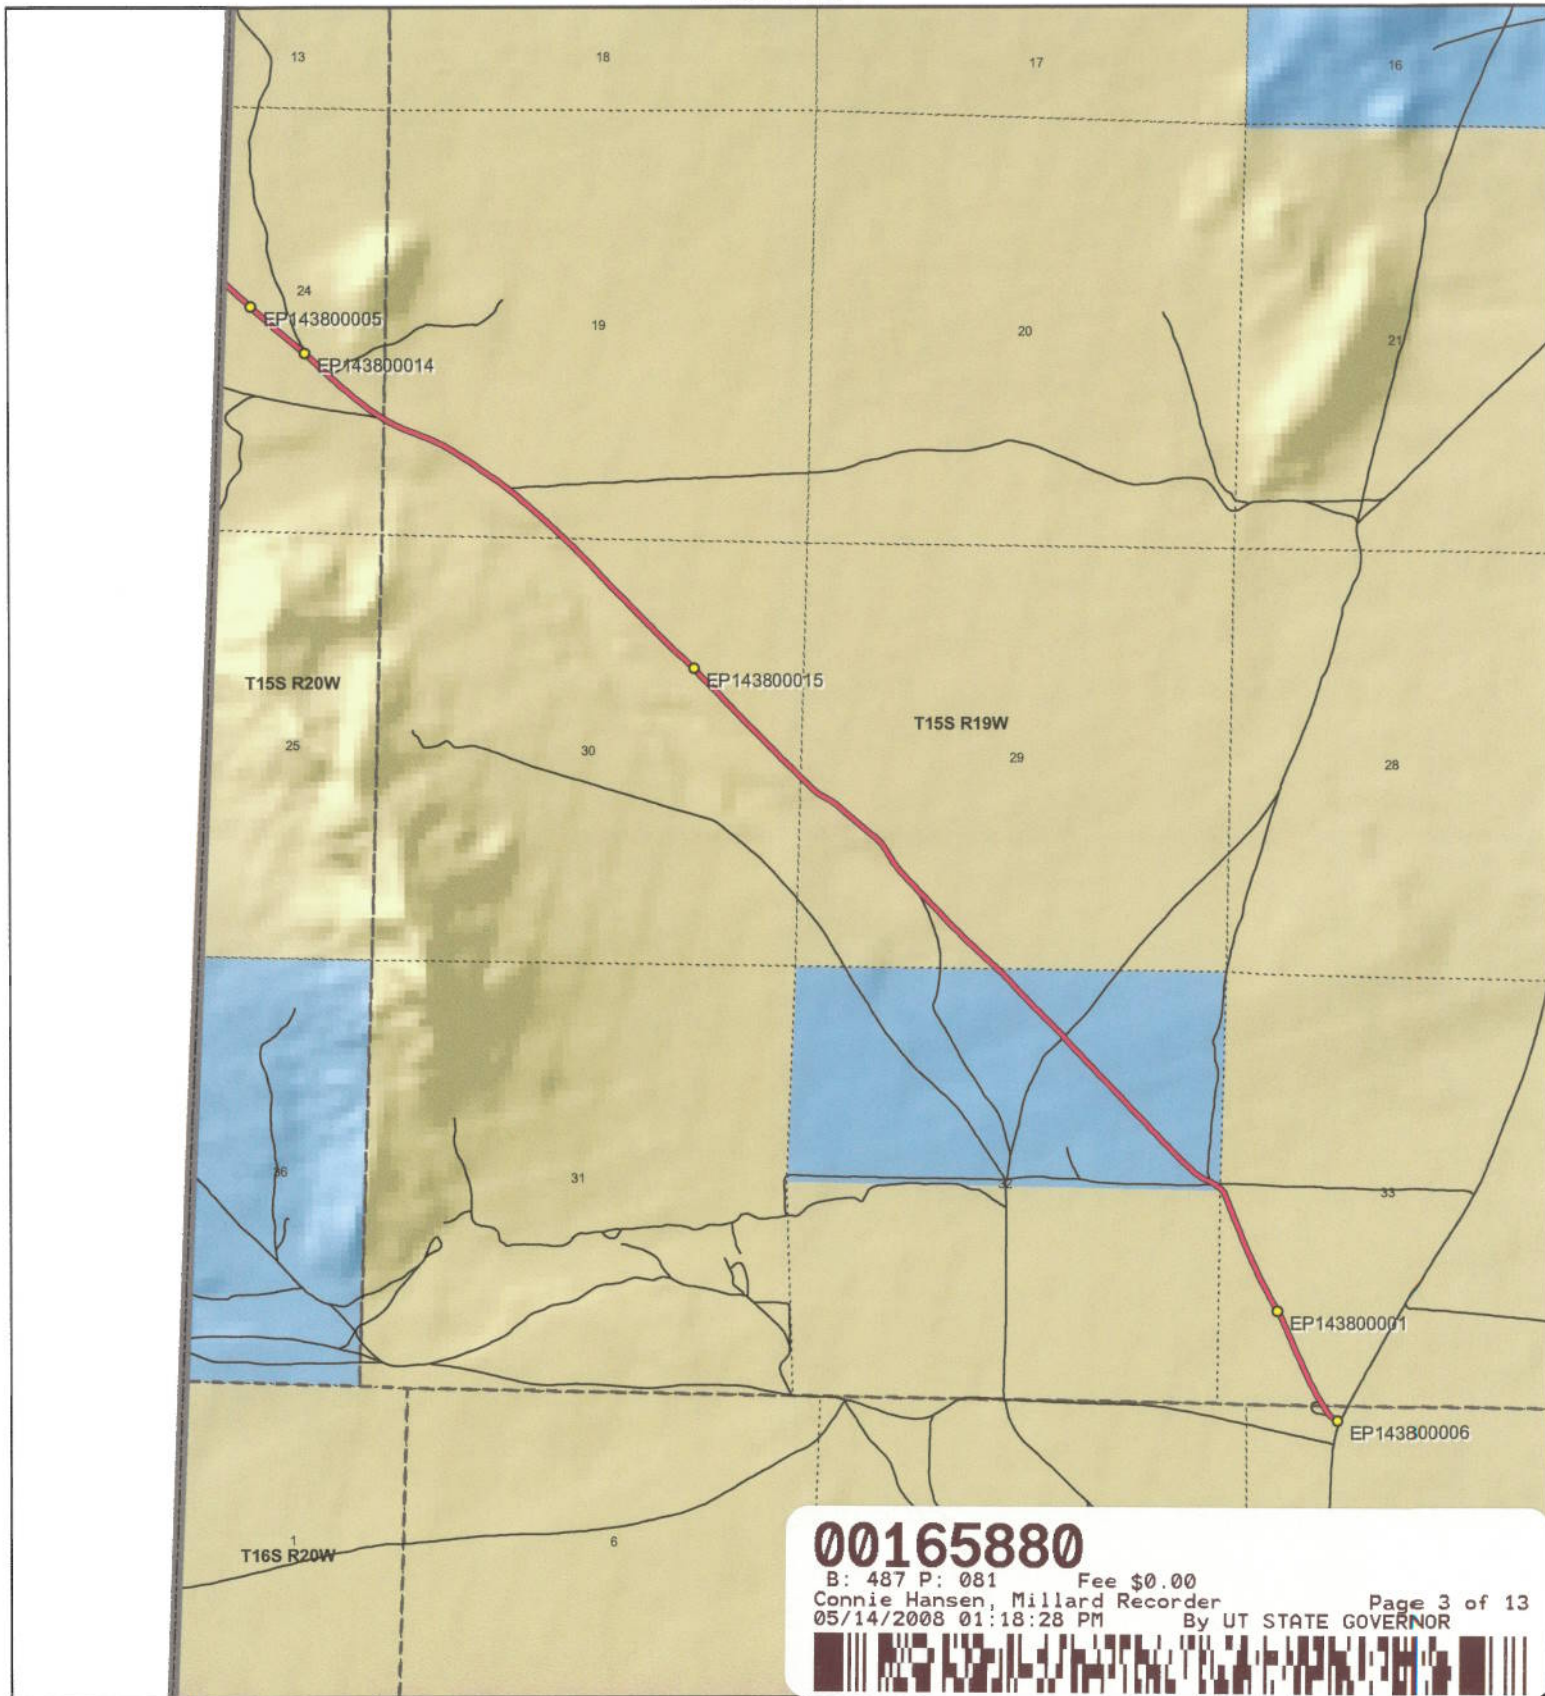 13
18
17
16
24
EP143800005
19
20
21
EP143800014
T15S R20W
EP143800015
T15S R19W
25
30
29
28
36
31
32
33
EP143800001
EP143800006
1
T16S R20W
6
00165880
B: 487 P: 081 Fee $0.00
Connie Hansen, Millard Recorder Page 3 of 13
05/14/2008 01:18:28 PM By UT STATE GOVERNOR